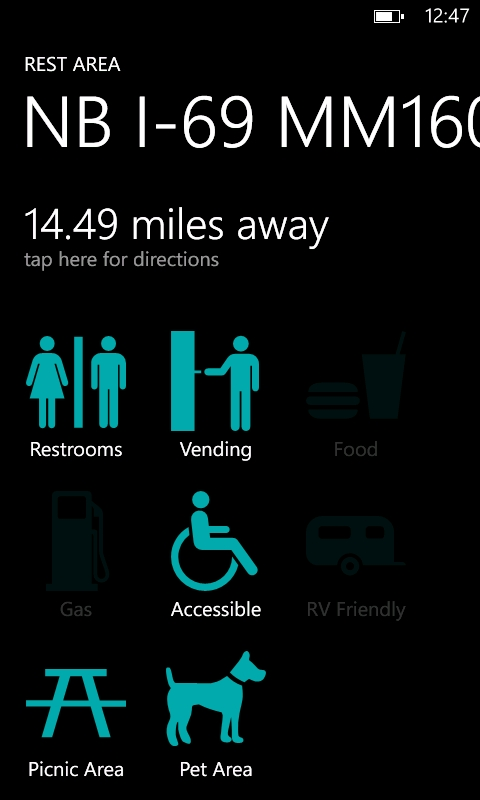 12:47
REST AREA
NB I-69 MM160
14.49 miles away
tap here for directions
Restrooms Vending Food
Gas Accessible RV Friendly
Picnic Area Pet Area